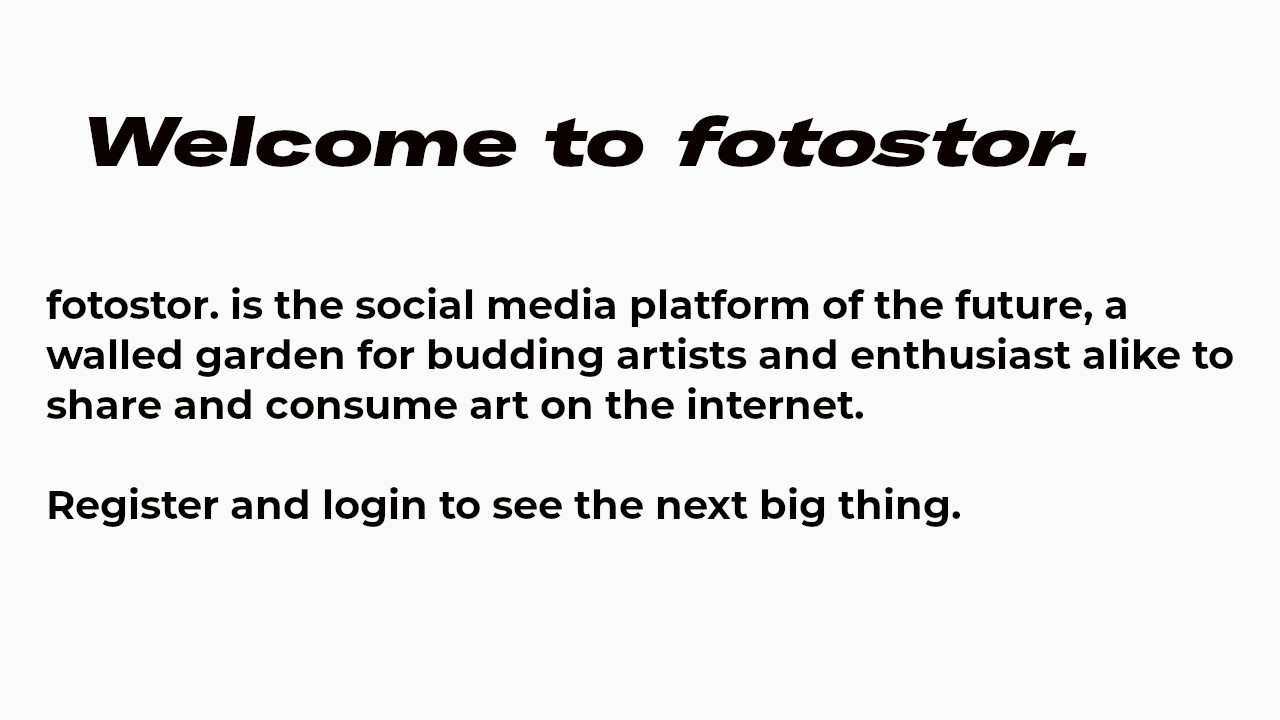 Welcome to fotostor.
fotostor. is the social media platform of the future, a
walled garden for budding artists and enthusiast alike to
share and consume art on the internet.
Register and login to see the next big thing.